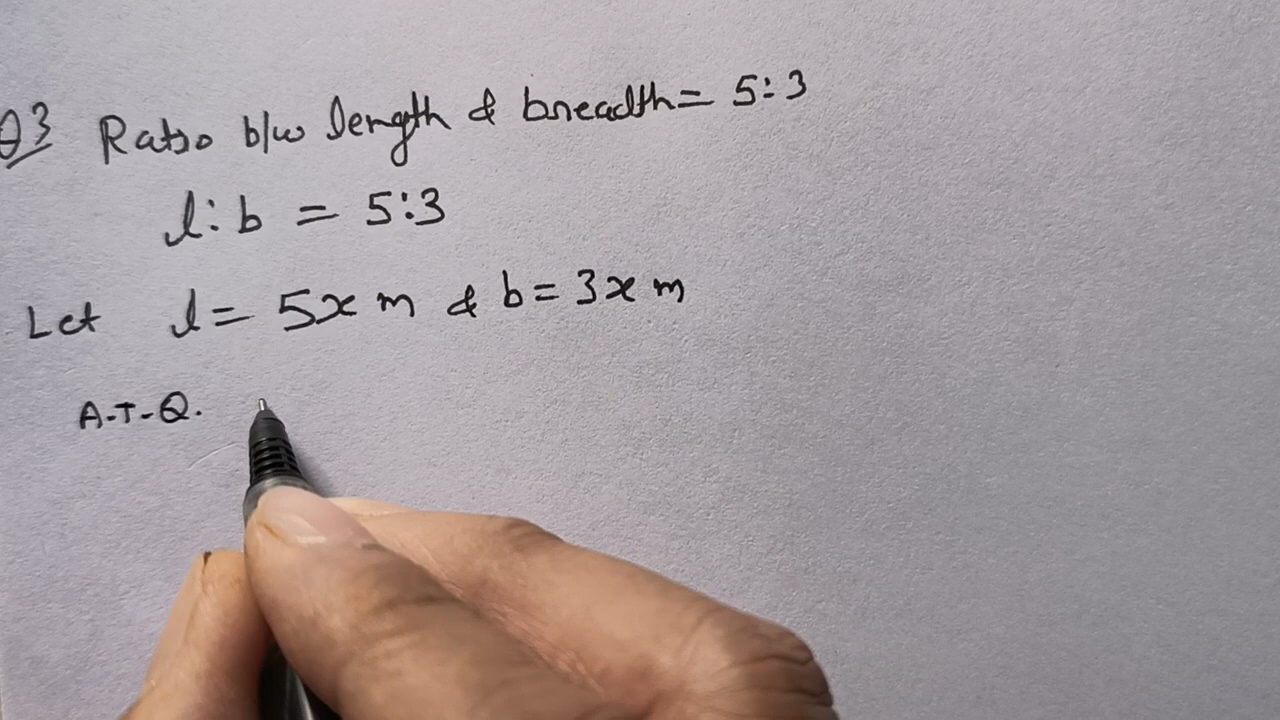 Q3 Ratio b/w length & breadth = 5:3
l:b = 5:3
Let l = 5x m & b = 3x m
A-T-Q.